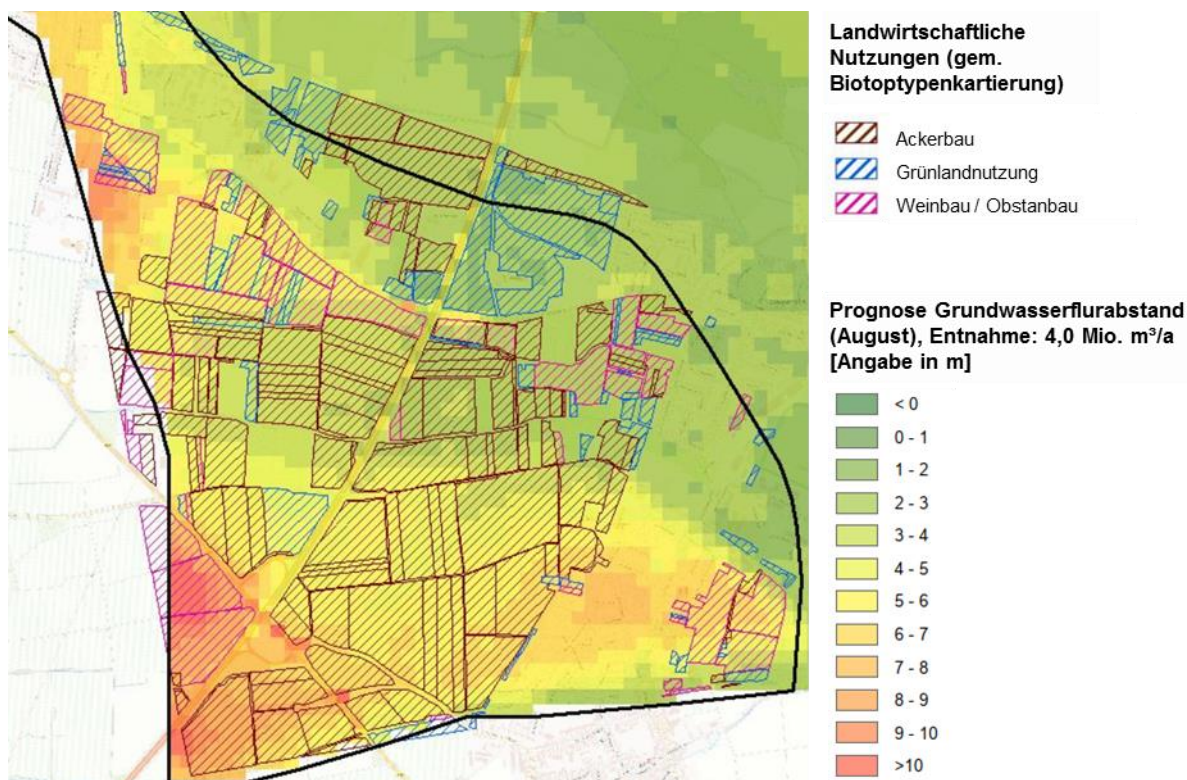 Landwirtschaftliche
Nutzungen (gem.
Biotoptypenkartierung)
Ackerbau
Grünlandnutzung
Weinbau / Obstanbau
Prognose Grundwasserflurabstand
(August), Entnahme: 4,0 Mio. m³/a
[Angabe in m]
< 0
0 - 1
1 - 2
2 - 3
3 - 4
4 - 5
5 - 6
6 - 7
7 - 8
8 - 9
9 - 10
>10